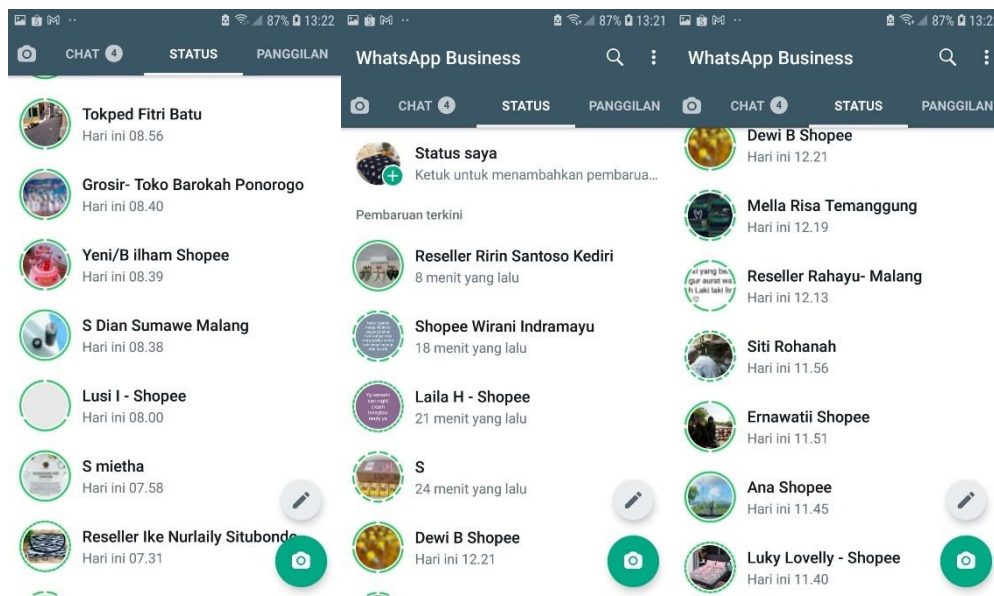 87% 13:22
CHAT 4 STATUS PANGGILAN
Tokped Fitri Batu
Hari ini 08.56
Grosir- Toko Barokah Ponorogo
Hari ini 08.40
Yeni/B ilham Shopee
Hari ini 08.39
S Dian Sumawe Malang
Hari ini 08.38
Lusi I - Shopee
Hari ini 08.00
S mietha
Hari ini 07.58
Reseller Ike Nurlaily Situbondo
Hari ini 07.31
87% 13:21
WhatsApp Business
CHAT 4 STATUS PANGGILAN
Status saya
Ketuk untuk menambahkan pembarua...
Pembaruan terkini
Reseller Ririn Santoso Kediri
8 menit yang lalu
Shopee Wirani Indramayu
18 menit yang lalu
Laila H - Shopee
21 menit yang lalu
S
24 menit yang lalu
Dewi B Shopee
Hari ini 12.21
87%
WhatsApp Business
CHAT 4 STATUS PANGGILAN
Dewi B Shopee
Hari ini 12.21
Mella Risa Temanggung
Hari ini 12.19
Reseller Rahayu- Malang
Hari ini 12.13
Siti Rohanah
Hari ini 11.56
Ernawatii Shopee
Hari ini 11.51
Ana Shopee
Hari ini 11.45
Luky Lovelly - Shopee
Hari ini 11.40